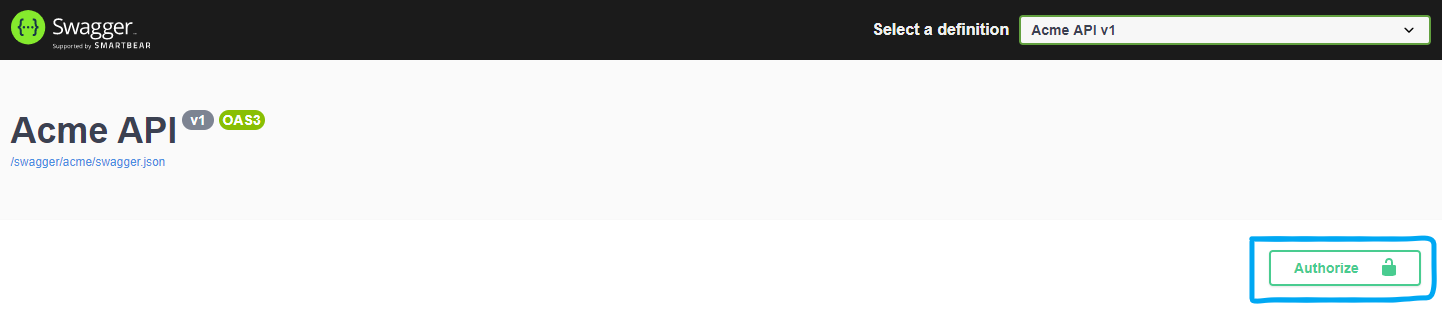 Swagger
Supported by SMARTBEAR
Select a definition
Acme API v1
Acme API v1 OAS3
/swagger/acme/swagger.json
Authorize